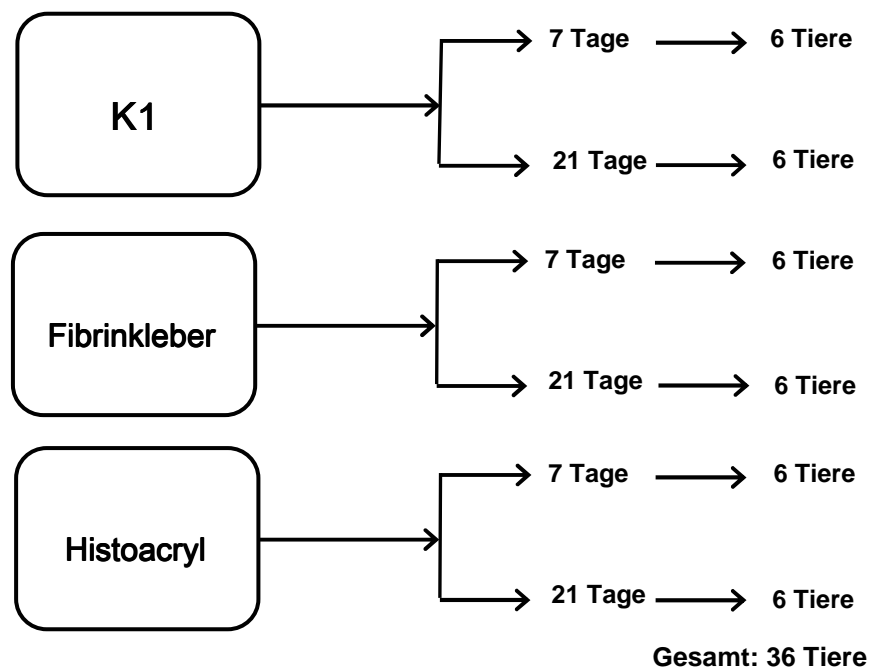 K1
7 Tage
6 Tiere
21 Tage
6 Tiere
Fibrinkleber
7 Tage
6 Tiere
21 Tage
6 Tiere
Histoacryl
7 Tage
6 Tiere
21 Tage
6 Tiere
Gesamt: 36 Tiere